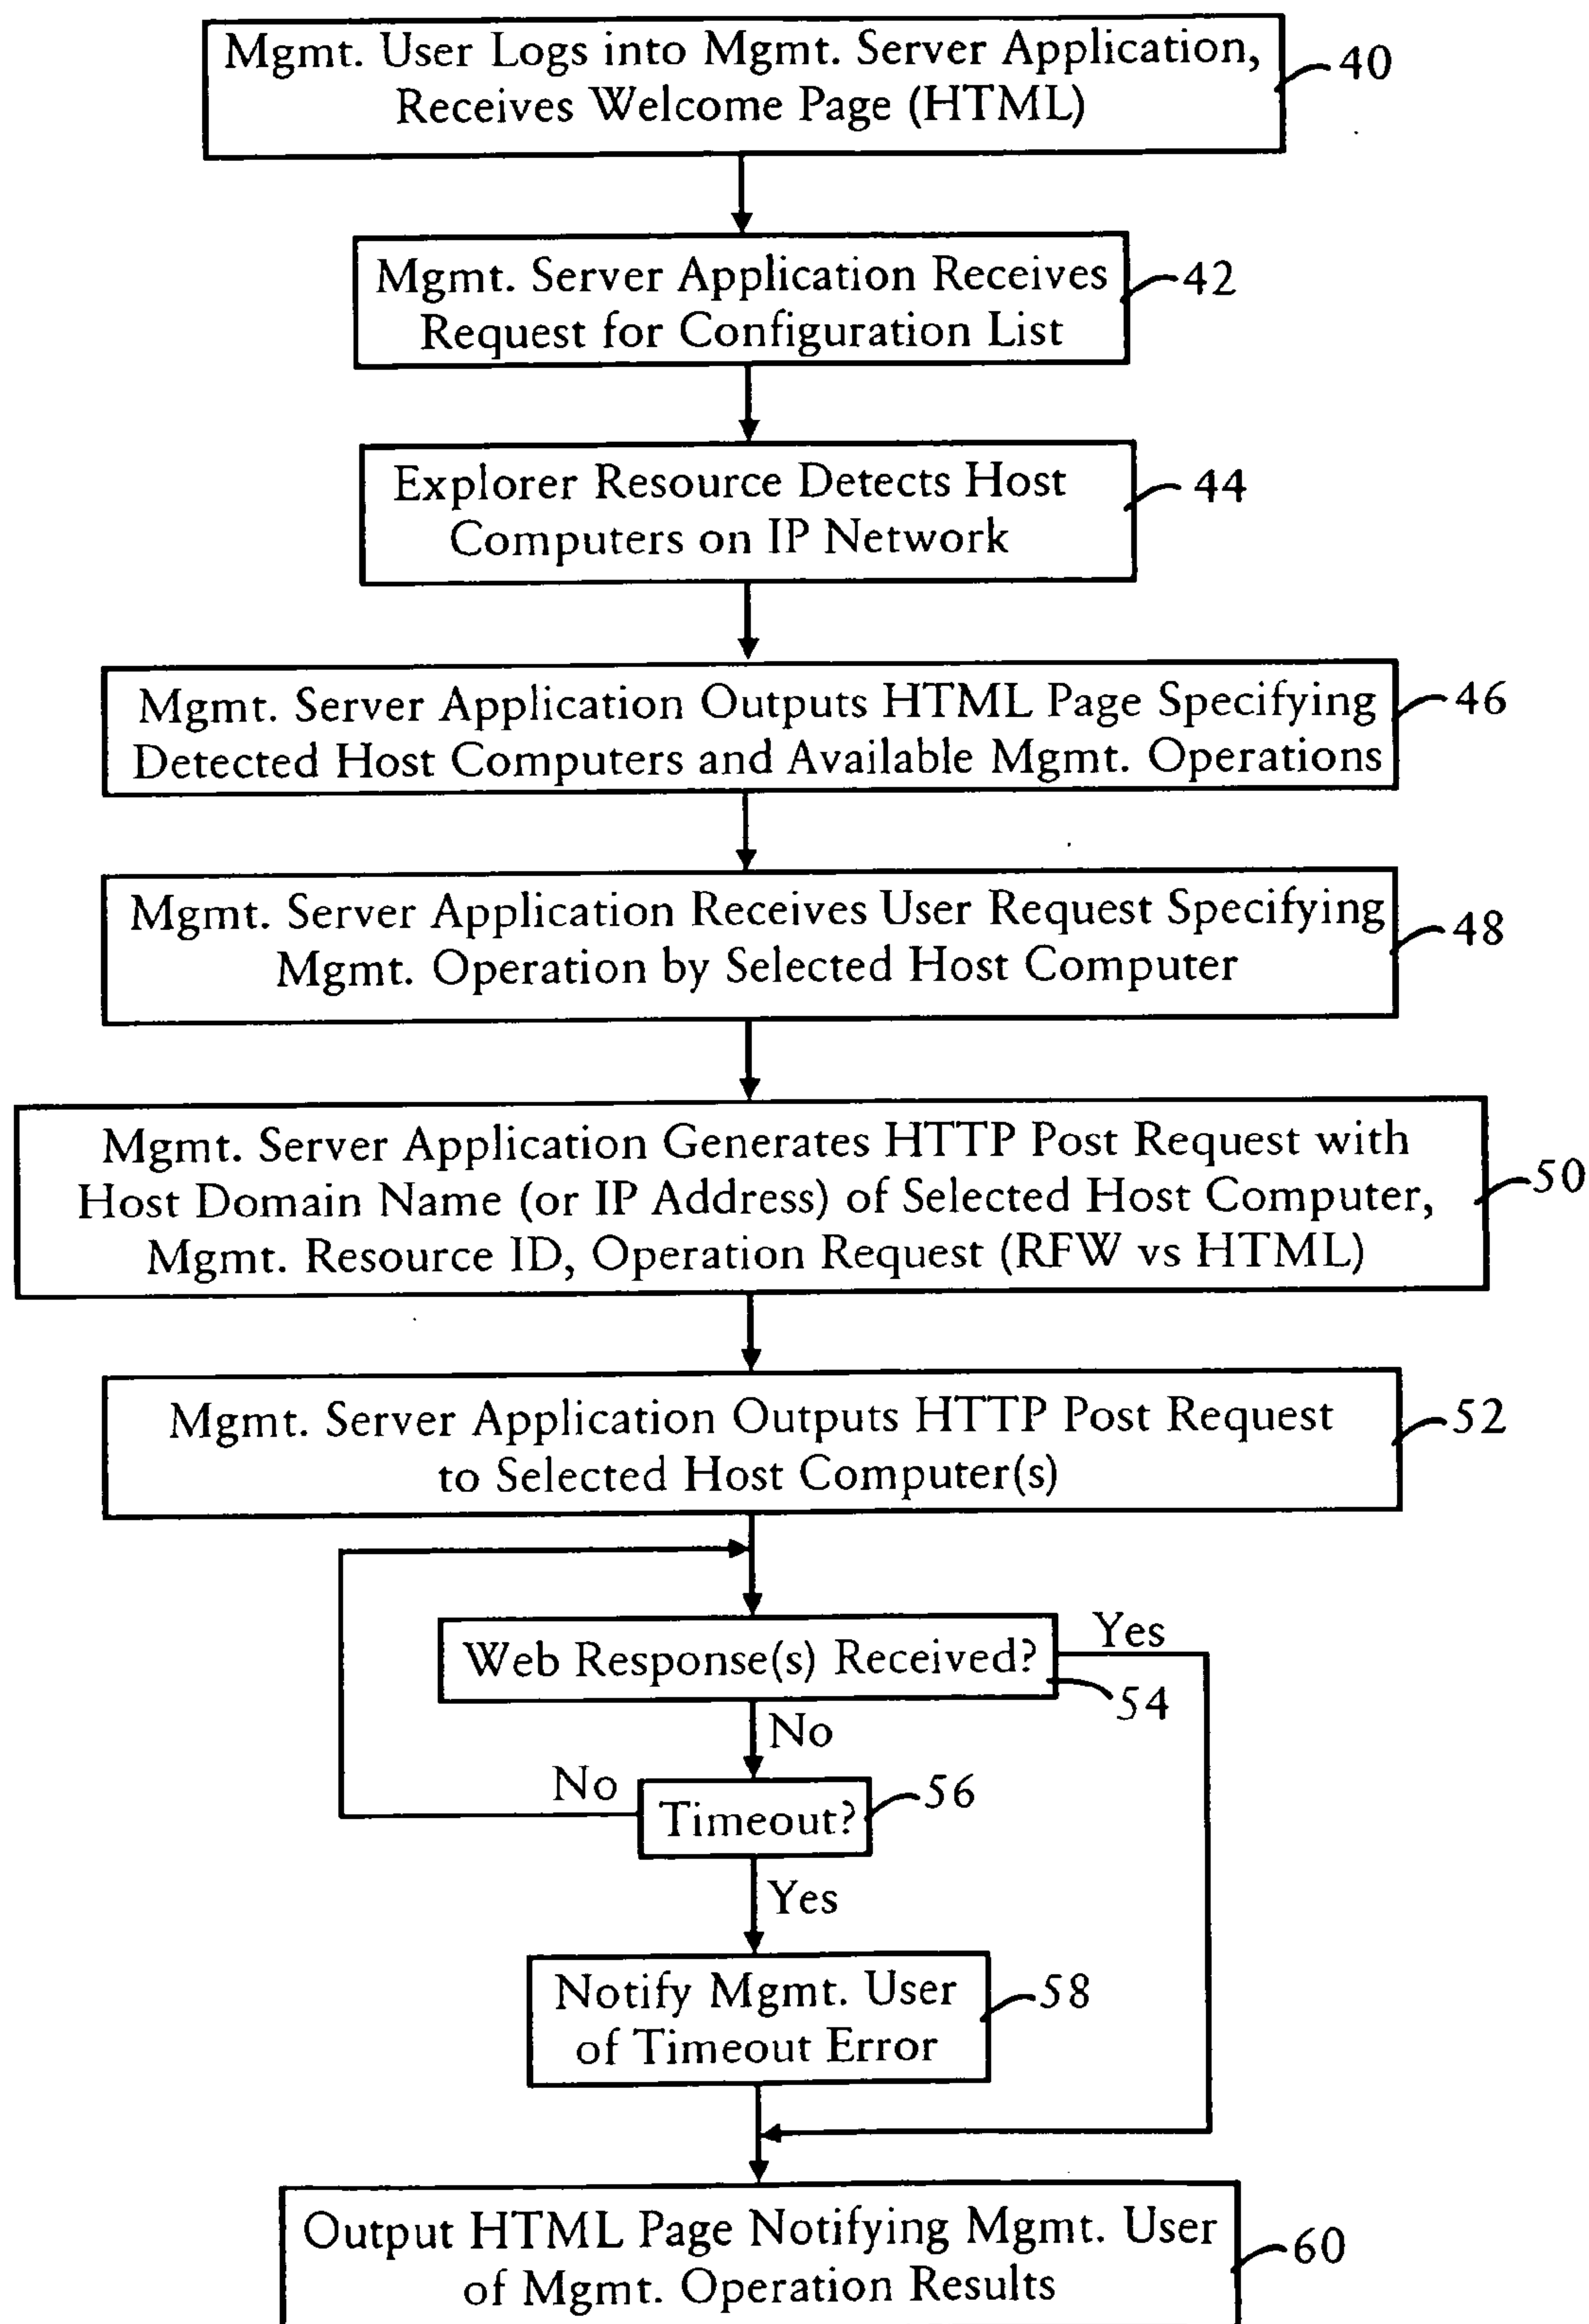 Mgmt. User Logs into Mgmt. Server Application,
Receives Welcome Page (HTML)
40
Mgmt. Server Application Receives
Request for Configuration List
42
Explorer Resource Detects Host
Computers on IP Network
44
Mgmt. Server Application Outputs HTML Page Specifying
Detected Host Computers and Available Mgmt. Operations
46
Mgmt. Server Application Receives User Request Specifying
Mgmt. Operation by Selected Host Computer
48
Mgmt. Server Application Generates HTTP Post Request with
Host Domain Name (or IP Address) of Selected Host Computer,
Mgmt. Resource ID, Operation Request (RFW vs HTML)
50
Mgmt. Server Application Outputs HTTP Post Request
to Selected Host Computer(s)
52
Web Response(s) Received?
Yes
54
No
No
Timeout?
56
Yes
Notify Mgmt. User
of Timeout Error
58
Output HTML Page Notifying Mgmt. User
of Mgmt. Operation Results
60